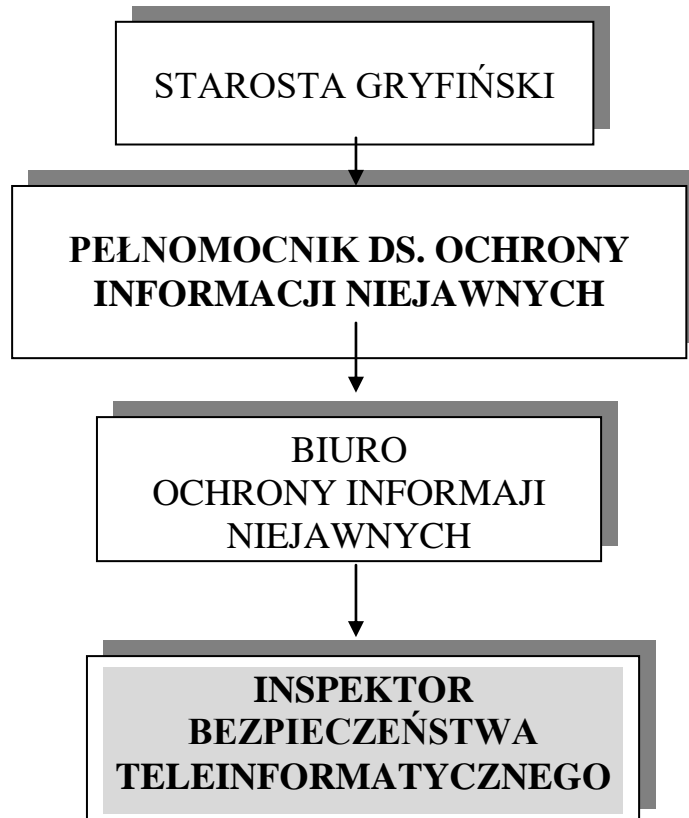 STAROSTA GRYFIŃSKI
PEŁNOMOCNIK DS. OCHRONY
INFORMACJI NIEJAWNYCH
BIURO
OCHRONY INFORMAJI
NIEJAWNYCH
INSPEKTOR
BEZPIECZEŃSTWA
TELEINFORMATYCZNEGO